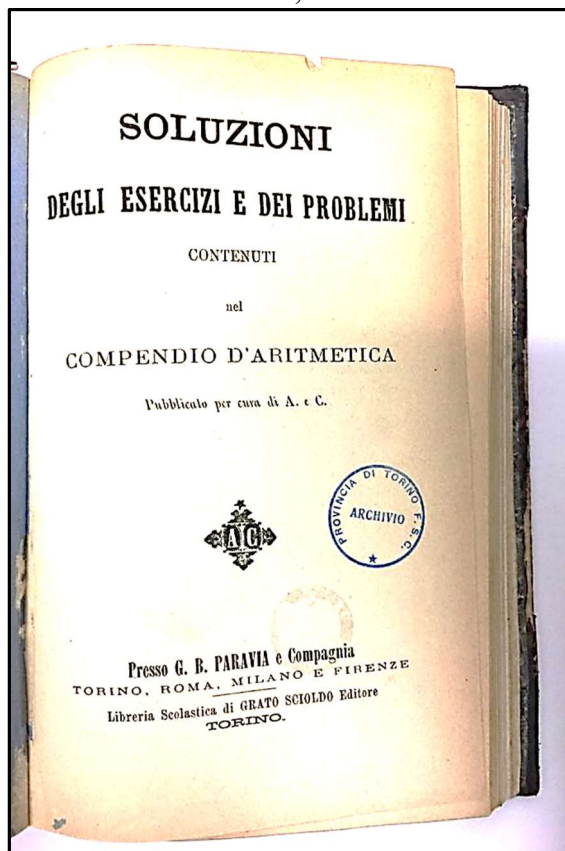 SOLUZIONI
DEGLI ESERCIZI E DEI PROBLEMI
CONTENUTI
nel
COMPENDIO D'ARITMETICA
Pubblicato per cura di A. e C.
PROVINCIA DI TORINO F. S. C.
ARCHIVIO
AC
Presso G. B. PARAVIA e Compagnia
TORINO, ROMA, MILANO E FIRENZE
Libreria Scolastica di GRATO SCIOLDO Editore
TORINO.